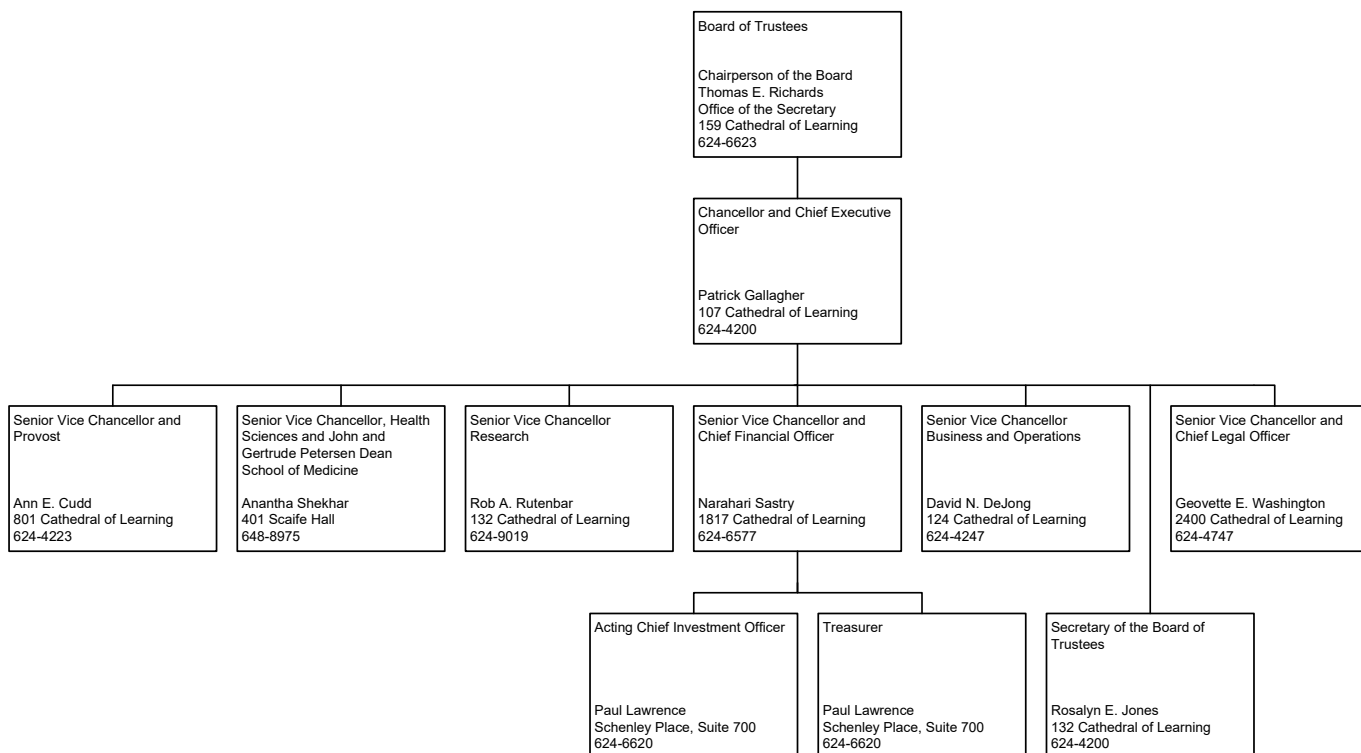 Board of Trustees
Chairperson of the Board
Thomas E. Richards
Office of the Secretary
159 Cathedral of Learning
624-6623
Chancellor and Chief Executive
Officer
Patrick Gallagher
107 Cathedral of Learning
624-4200
Senior Vice Chancellor and
Provost
Ann E. Cudd
801 Cathedral of Learning
624-4223
Senior Vice Chancellor, Health
Sciences and John and
Gertrude Petersen Dean
School of Medicine
Anantha Shekhar
401 Scaife Hall
648-8975
Senior Vice Chancellor
Research
Rob A. Rutenbar
132 Cathedral of Learning
624-9019
Senior Vice Chancellor and
Chief Financial Officer
Narahari Sastry
1817 Cathedral of Learning
624-6577
Senior Vice Chancellor
Business and Operations
David N. DeJong
124 Cathedral of Learning
624-4247
Senior Vice Chancellor and
Chief Legal Officer
Geovette E. Washington
2400 Cathedral of Learning
624-4747
Acting Chief Investment Officer
Paul Lawrence
Schenley Place, Suite 700
624-6620
Treasurer
Paul Lawrence
Schenley Place, Suite 700
624-6620
Secretary of the Board of
Trustees
Rosalyn E. Jones
132 Cathedral of Learning
624-4200